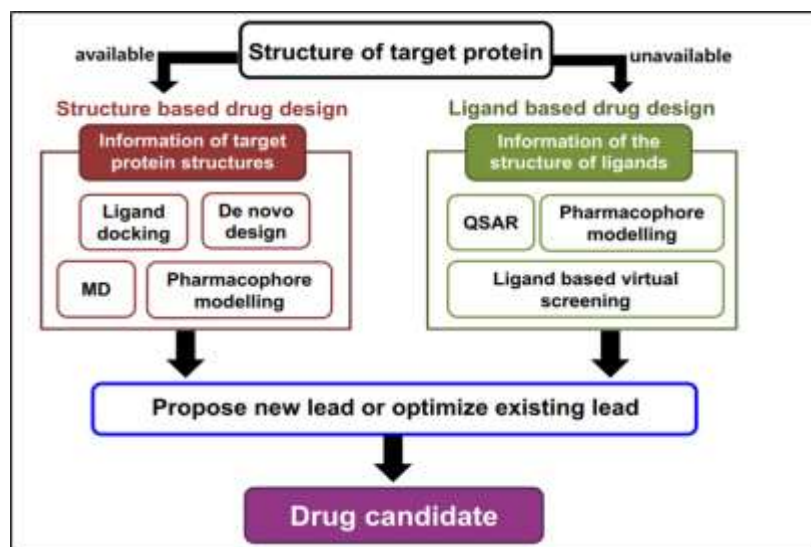 available
Structure of target protein
unavailable
Structure based drug design
Information of target
protein structures
Ligand
docking
De novo
design
MD
Pharmacophore
modelling
Ligand based drug design
Information of the
structure of ligands
QSAR
Pharmacophore
modelling
Ligand based virtual
screening
Propose new lead or optimize existing lead
Drug candidate